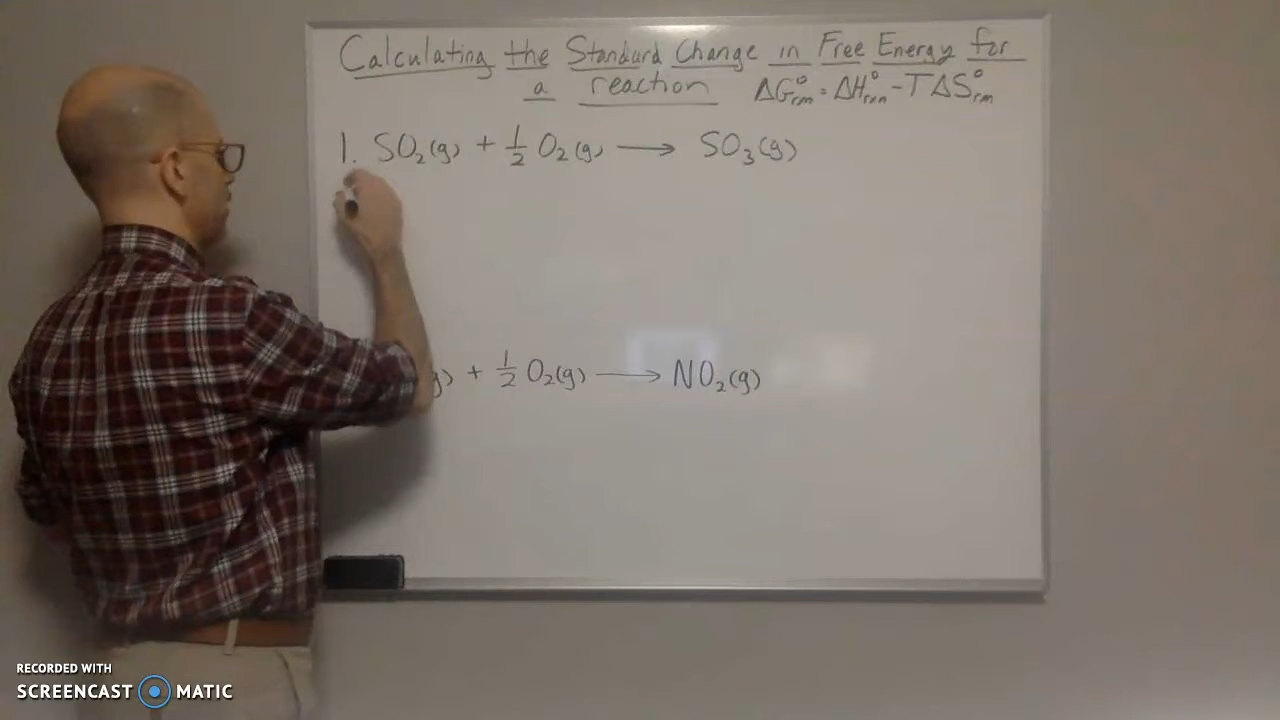 Calculating the Standard Change in Free Energy for
a reaction ΔG°rxn = ΔH°rxn - TΔS°rxn
1. SO₂(g) + 1/2 O₂(g) ⟶ SO₃(g)
g) + 1/2 O₂(g) ⟶ NO₂(g)
RECORDED WITH
SCREENCAST MATIC